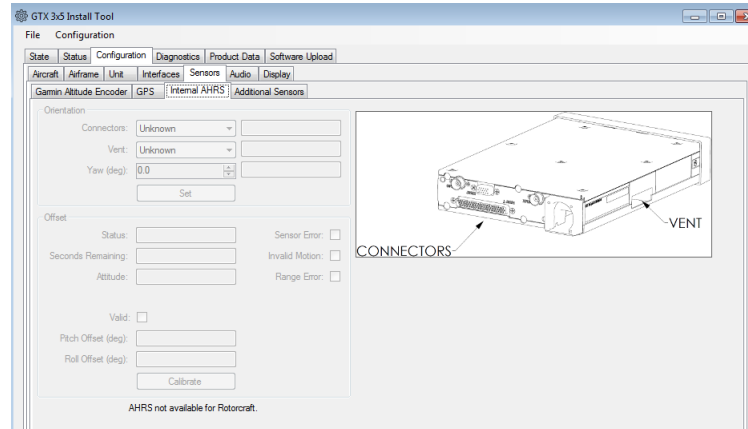 GTX 3x5 Install Tool
File Configuration
State Status Configuration Diagnostics Product Data Software Upload
Aircraft Airframe Unit Interfaces Sensors Audio Display
Garmin Altitude Encoder GPS Internal AHRS Additional Sensors
Orientation
Connectors: Unknown
Vent: Unknown
Yaw (deg): 0.0
Set
Offset
Status: Sensor Error:
Seconds Remaining: Invalid Motion:
Attitude: Range Error:
Valid:
Pitch Offset (deg):
Roll Offset (deg):
Calibrate
AHRS not available for Rotorcraft.
VENT
CONNECTORS